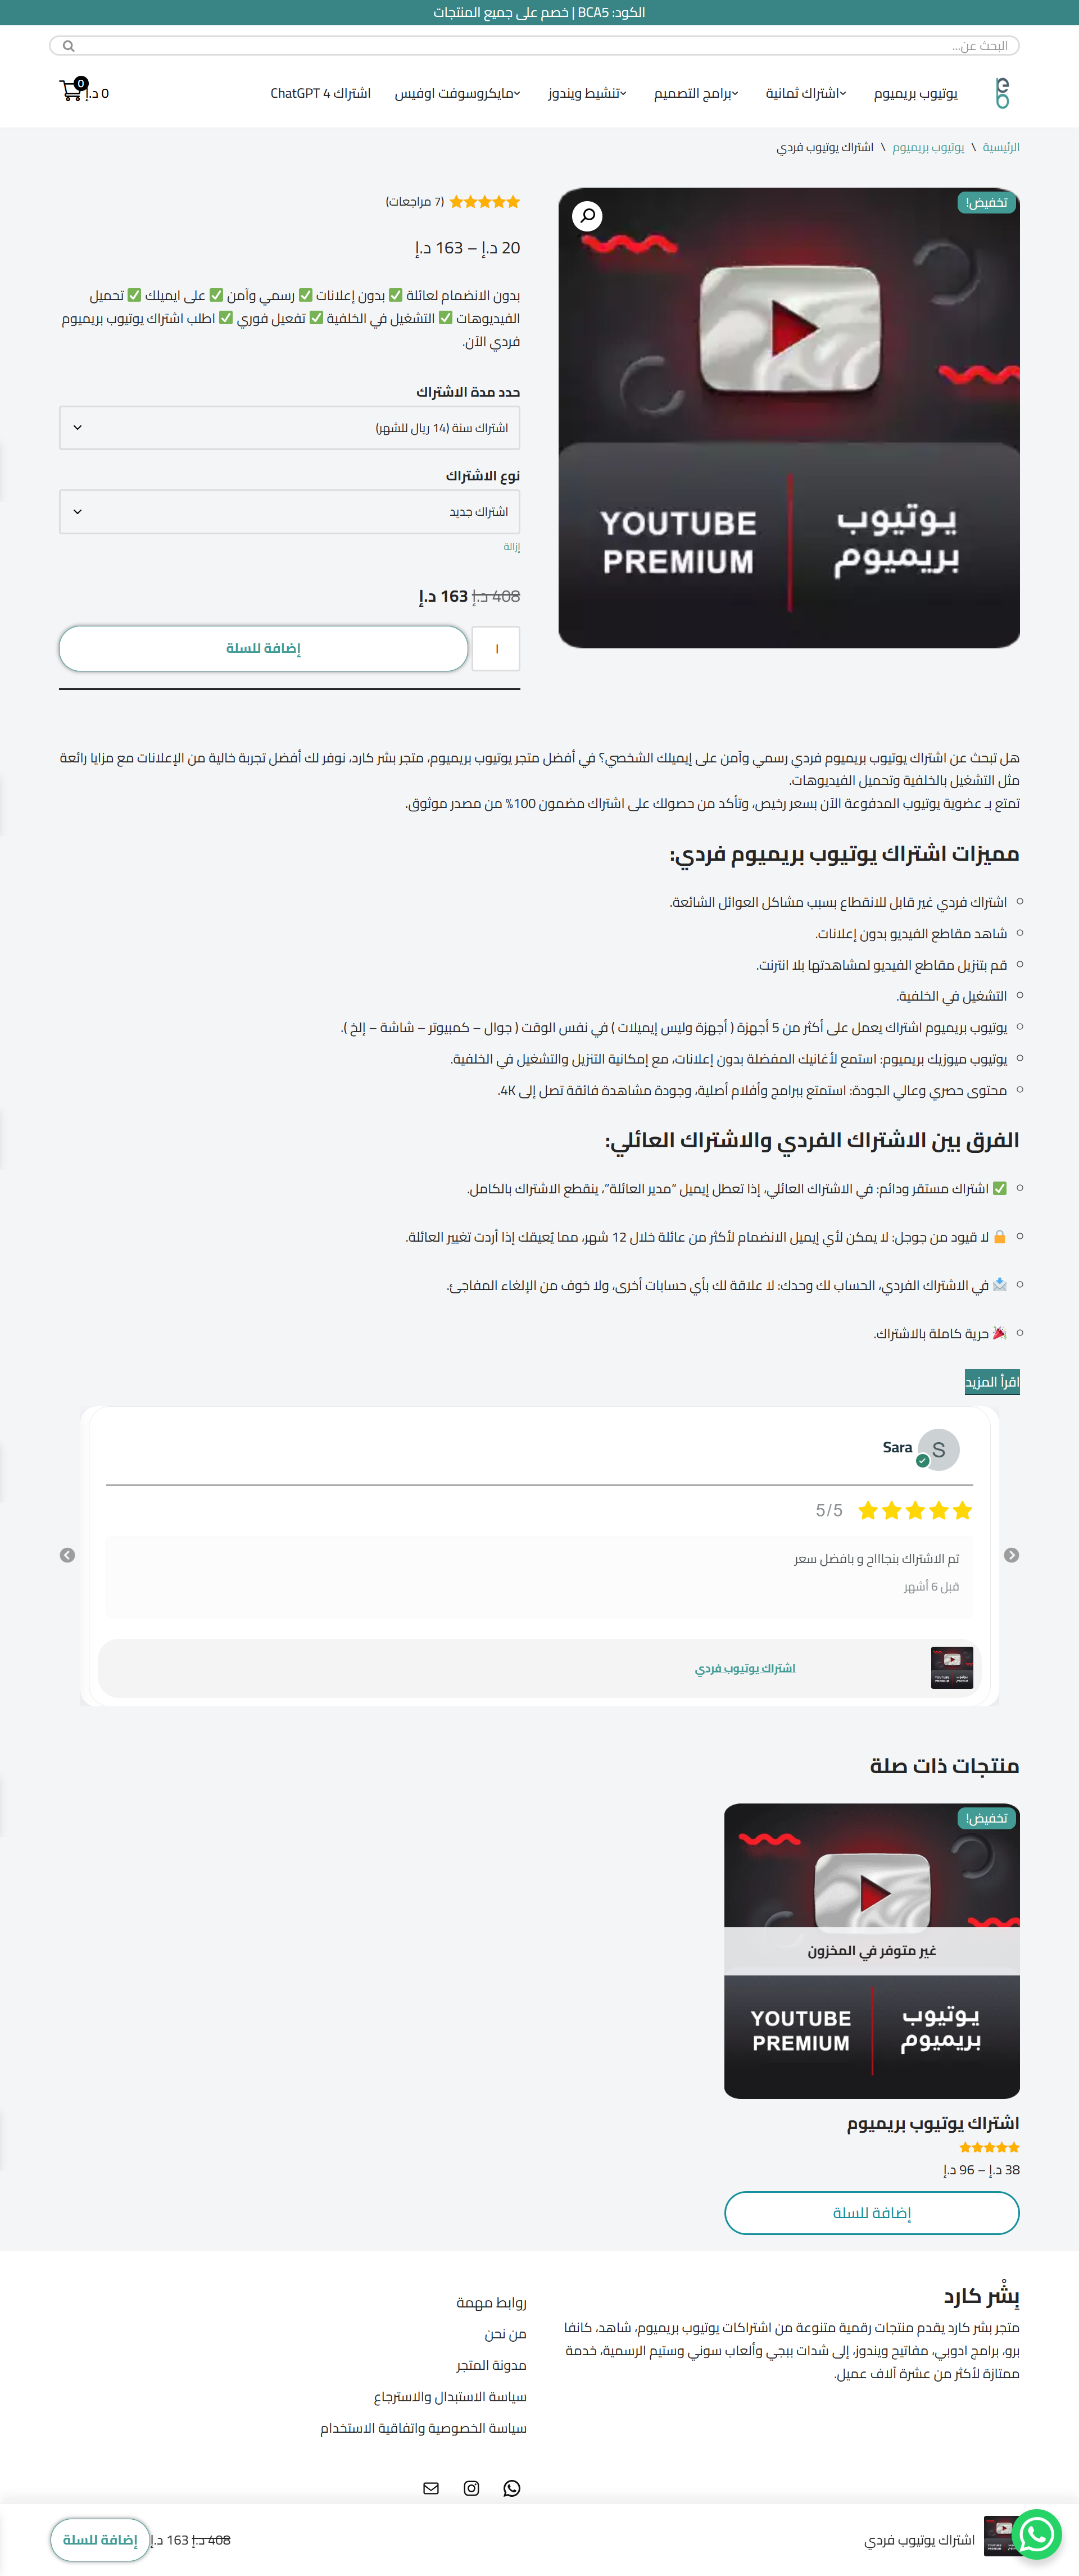 الكود: BCA5 | خصم على جميع المنتجات
البحث عن...
يوتيوب بريميوم
اشتراك ثمانية
برامج التصميم
تنشيط ويندوز
مايكروسوفت اوفيس
اشتراك ChatGPT 4
0 د.إ
0
الرئيسية \ يوتيوب بريميوم \ اشتراك يوتيوب فردي
تخفيض!
YOUTUBE PREMIUM
يوتيوب بريميوم
(7 مراجعات)
20 د.إ – 163 د.إ
بدون الانضمام لعائلة ✅ بدون إعلانات ✅ رسمي وآمن ✅ على ايميلك ✅ تحميل
الفيديوهات ✅ التشغيل في الخلفية ✅ تفعيل فوري ✅ اطلب اشتراك يوتيوب بريميوم
فردي الآن.
حدد مدة الاشتراك
اشتراك سنة (14 ريال للشهر)
نوع الاشتراك
اشتراك جديد
إزالة
408 د.إ 163 د.إ
1
إضافة للسلة
هل تبحث عن اشتراك يوتيوب بريميوم فردي رسمي وآمن على إيميلك الشخصي؟ في أفضل متجر يوتيوب بريميوم، متجر بشر كارد، نوفر لك أفضل تجربة خالية من الإعلانات مع مزايا رائعة
مثل التشغيل بالخلفية وتحميل الفيديوهات.
تمتع بـ عضوية يوتيوب المدفوعة الآن بسعر رخيص، وتأكد من حصولك على اشتراك مضمون 100% من مصدر موثوق.
مميزات اشتراك يوتيوب بريميوم فردي:
اشتراك فردي غير قابل للانقطاع بسبب مشاكل العوائل الشائعة.
شاهد مقاطع الفيديو بدون إعلانات.
قم بتنزيل مقاطع الفيديو لمشاهدتها بلا انترنت.
التشغيل في الخلفية.
يوتيوب بريميوم اشتراك يعمل على أكثر من 5 أجهزة ( أجهزة وليس إيميلات ) في نفس الوقت ( جوال – كمبيوتر – شاشة – إلخ ).
يوتيوب ميوزيك بريميوم: استمع لأغانيك المفضلة بدون إعلانات، مع إمكانية التنزيل والتشغيل في الخلفية.
محتوى حصري وعالي الجودة: استمتع ببرامج وأفلام أصلية، وجودة مشاهدة فائقة تصل إلى 4K.
الفرق بين الاشتراك الفردي والاشتراك العائلي:
✅ اشتراك مستقر ودائم: في الاشتراك العائلي، إذا تعطل إيميل “مدير العائلة”، ينقطع الاشتراك بالكامل.
🔒 لا قيود من جوجل: لا يمكن لأي إيميل الانضمام لأكثر من عائلة خلال 12 شهر، مما يُعيقك إذا أردت تغيير العائلة.
📩 في الاشتراك الفردي، الحساب لك وحدك: لا علاقة لك بأي حسابات أخرى، ولا خوف من الإلغاء المفاجئ.
🎉 حرية كاملة بالاشتراك.
اقرأ المزيد
S
Sara
5/5
تم الاشتراك بنجاااح و بافضل سعر
قبل 6 أشهر
اشتراك يوتيوب فردي
منتجات ذات صلة
تخفيض!
غير متوفر في المخزون
YOUTUBE PREMIUM
يوتيوب بريميوم
اشتراك يوتيوب بريميوم
38 د.إ – 96 د.إ
إضافة للسلة
بِشْر كارد
متجر بشر كارد يقدم منتجات رقمية متنوعة من اشتراكات يوتيوب بريميوم، شاهد، كانفا
برو، برامج ادوبي، مفاتيح ويندوز، إلى شدات ببجي وألعاب سوني وستيم الرسمية، خدمة
ممتازة لأكثر من عشرة آلاف عميل.
روابط مهمة
من نحن
مدونة المتجر
سياسة الاستبدال والاسترجاع
سياسة الخصوصية واتفاقية الاستخدام
اشتراك يوتيوب فردي
408 د.إ 163 د.إ
إضافة للسلة